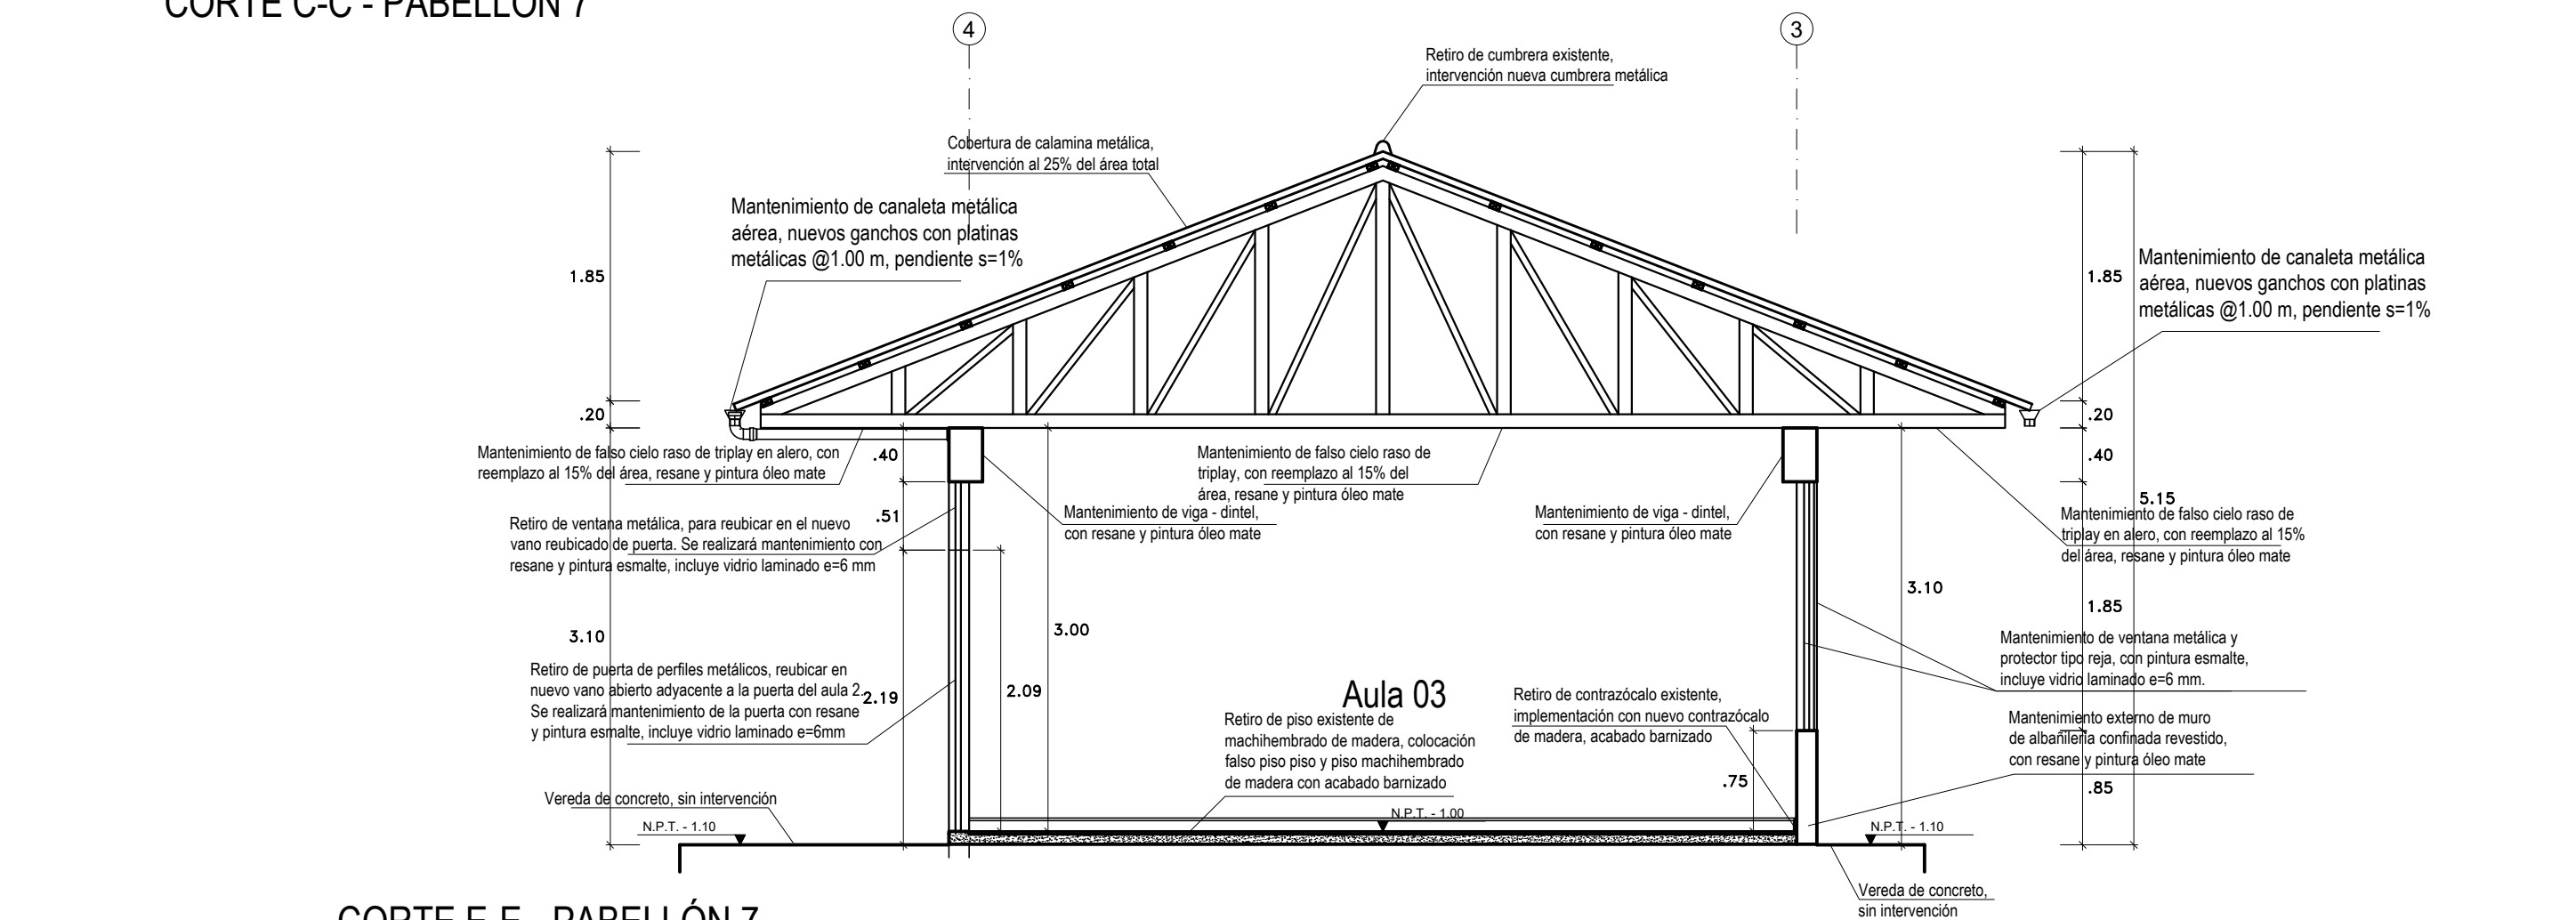 CORTE C-C - PABELLÓN 7
4
3
Retiro de cumbrera existente,
intervención nueva cumbrera metálica
Cobertura de calamina metálica,
intervención al 25% del área total
Mantenimiento de canaleta metálica
aérea, nuevos ganchos con platinas
metálicas @1.00 m, pendiente s=1%
Mantenimiento de canaleta metálica
aérea, nuevos ganchos con platinas
metálicas @1.00 m, pendiente s=1%
1.85
1.85
.20
.20
Mantenimiento de falso cielo raso de triplay en alero, con
reemplazo al 15% del área, resane y pintura óleo mate
.40
Mantenimiento de falso cielo raso de
triplay, con reemplazo al 15% del
área, resane y pintura óleo mate
.40
5.15
Retiro de ventana metálica, para reubicar en el nuevo
vano reubicado de puerta. Se realizará mantenimiento con
resane y pintura esmalte, incluye vidrio laminado e=6 mm
.51
Mantenimiento de viga - dintel,
con resane y pintura óleo mate
Mantenimiento de viga - dintel,
con resane y pintura óleo mate
Mantenimiento de falso cielo raso de
triplay en alero, con reemplazo al 15%
del área, resane y pintura óleo mate
3.10
3.00
3.10
1.85
Mantenimiento de ventana metálica y
protector tipo reja, con pintura esmalte,
incluye vidrio laminado e=6 mm.
Retiro de puerta de perfiles metálicos, reubicar en
nuevo vano abierto adyacente a la puerta del aula 2.
Se realizará mantenimiento de la puerta con resane
y pintura esmalte, incluye vidrio laminado e=6mm
2.19
2.09
Aula 03
Retiro de piso existente de
machihembrado de madera, colocación
falso piso piso y piso machihembrado
de madera con acabado barnizado
Retiro de contrazócalo existente,
implementación con nuevo contrazócalo
de madera, acabado barnizado
Mantenimiento externo de muro
de albañilería confinada revestido,
con resane y pintura óleo mate
.75
.85
Vereda de concreto, sin intervención
N.P.T. - 1.10
N.P.T. - 1.00
N.P.T. - 1.10
Vereda de concreto,
sin intervención
CORTE E-E - PABELLÓN 7